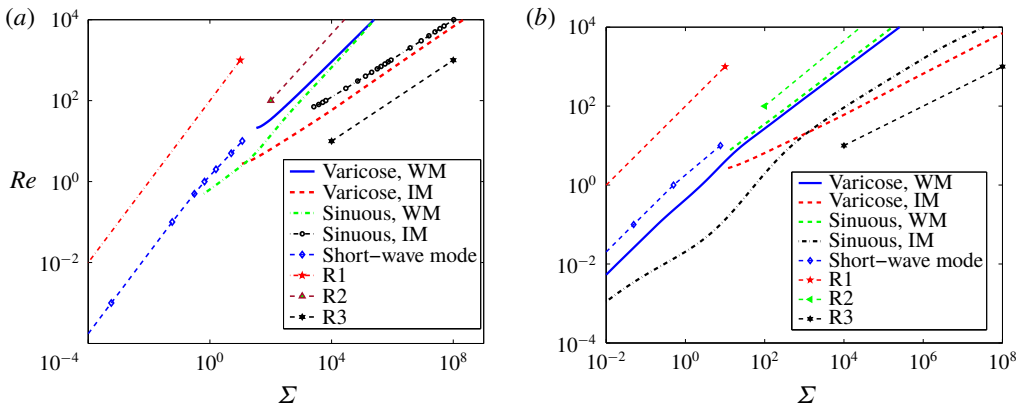 (a)
10^4
10^2
Re 10^0
10^−2
10^−4
10^0 10^4 10^8
Σ
Varicose, WM
Varicose, IM
Sinuous, WM
Sinuous, IM
Short−wave mode
R1
R2
R3
(b)
10^4
10^2
10^0
10^−2
10^−4
10^−2 10^0 10^2 10^4 10^6 10^8
Σ
Varicose, WM
Varicose, IM
Sinuous, WM
Sinuous, IM
Short−wave mode
R1
R2
R3